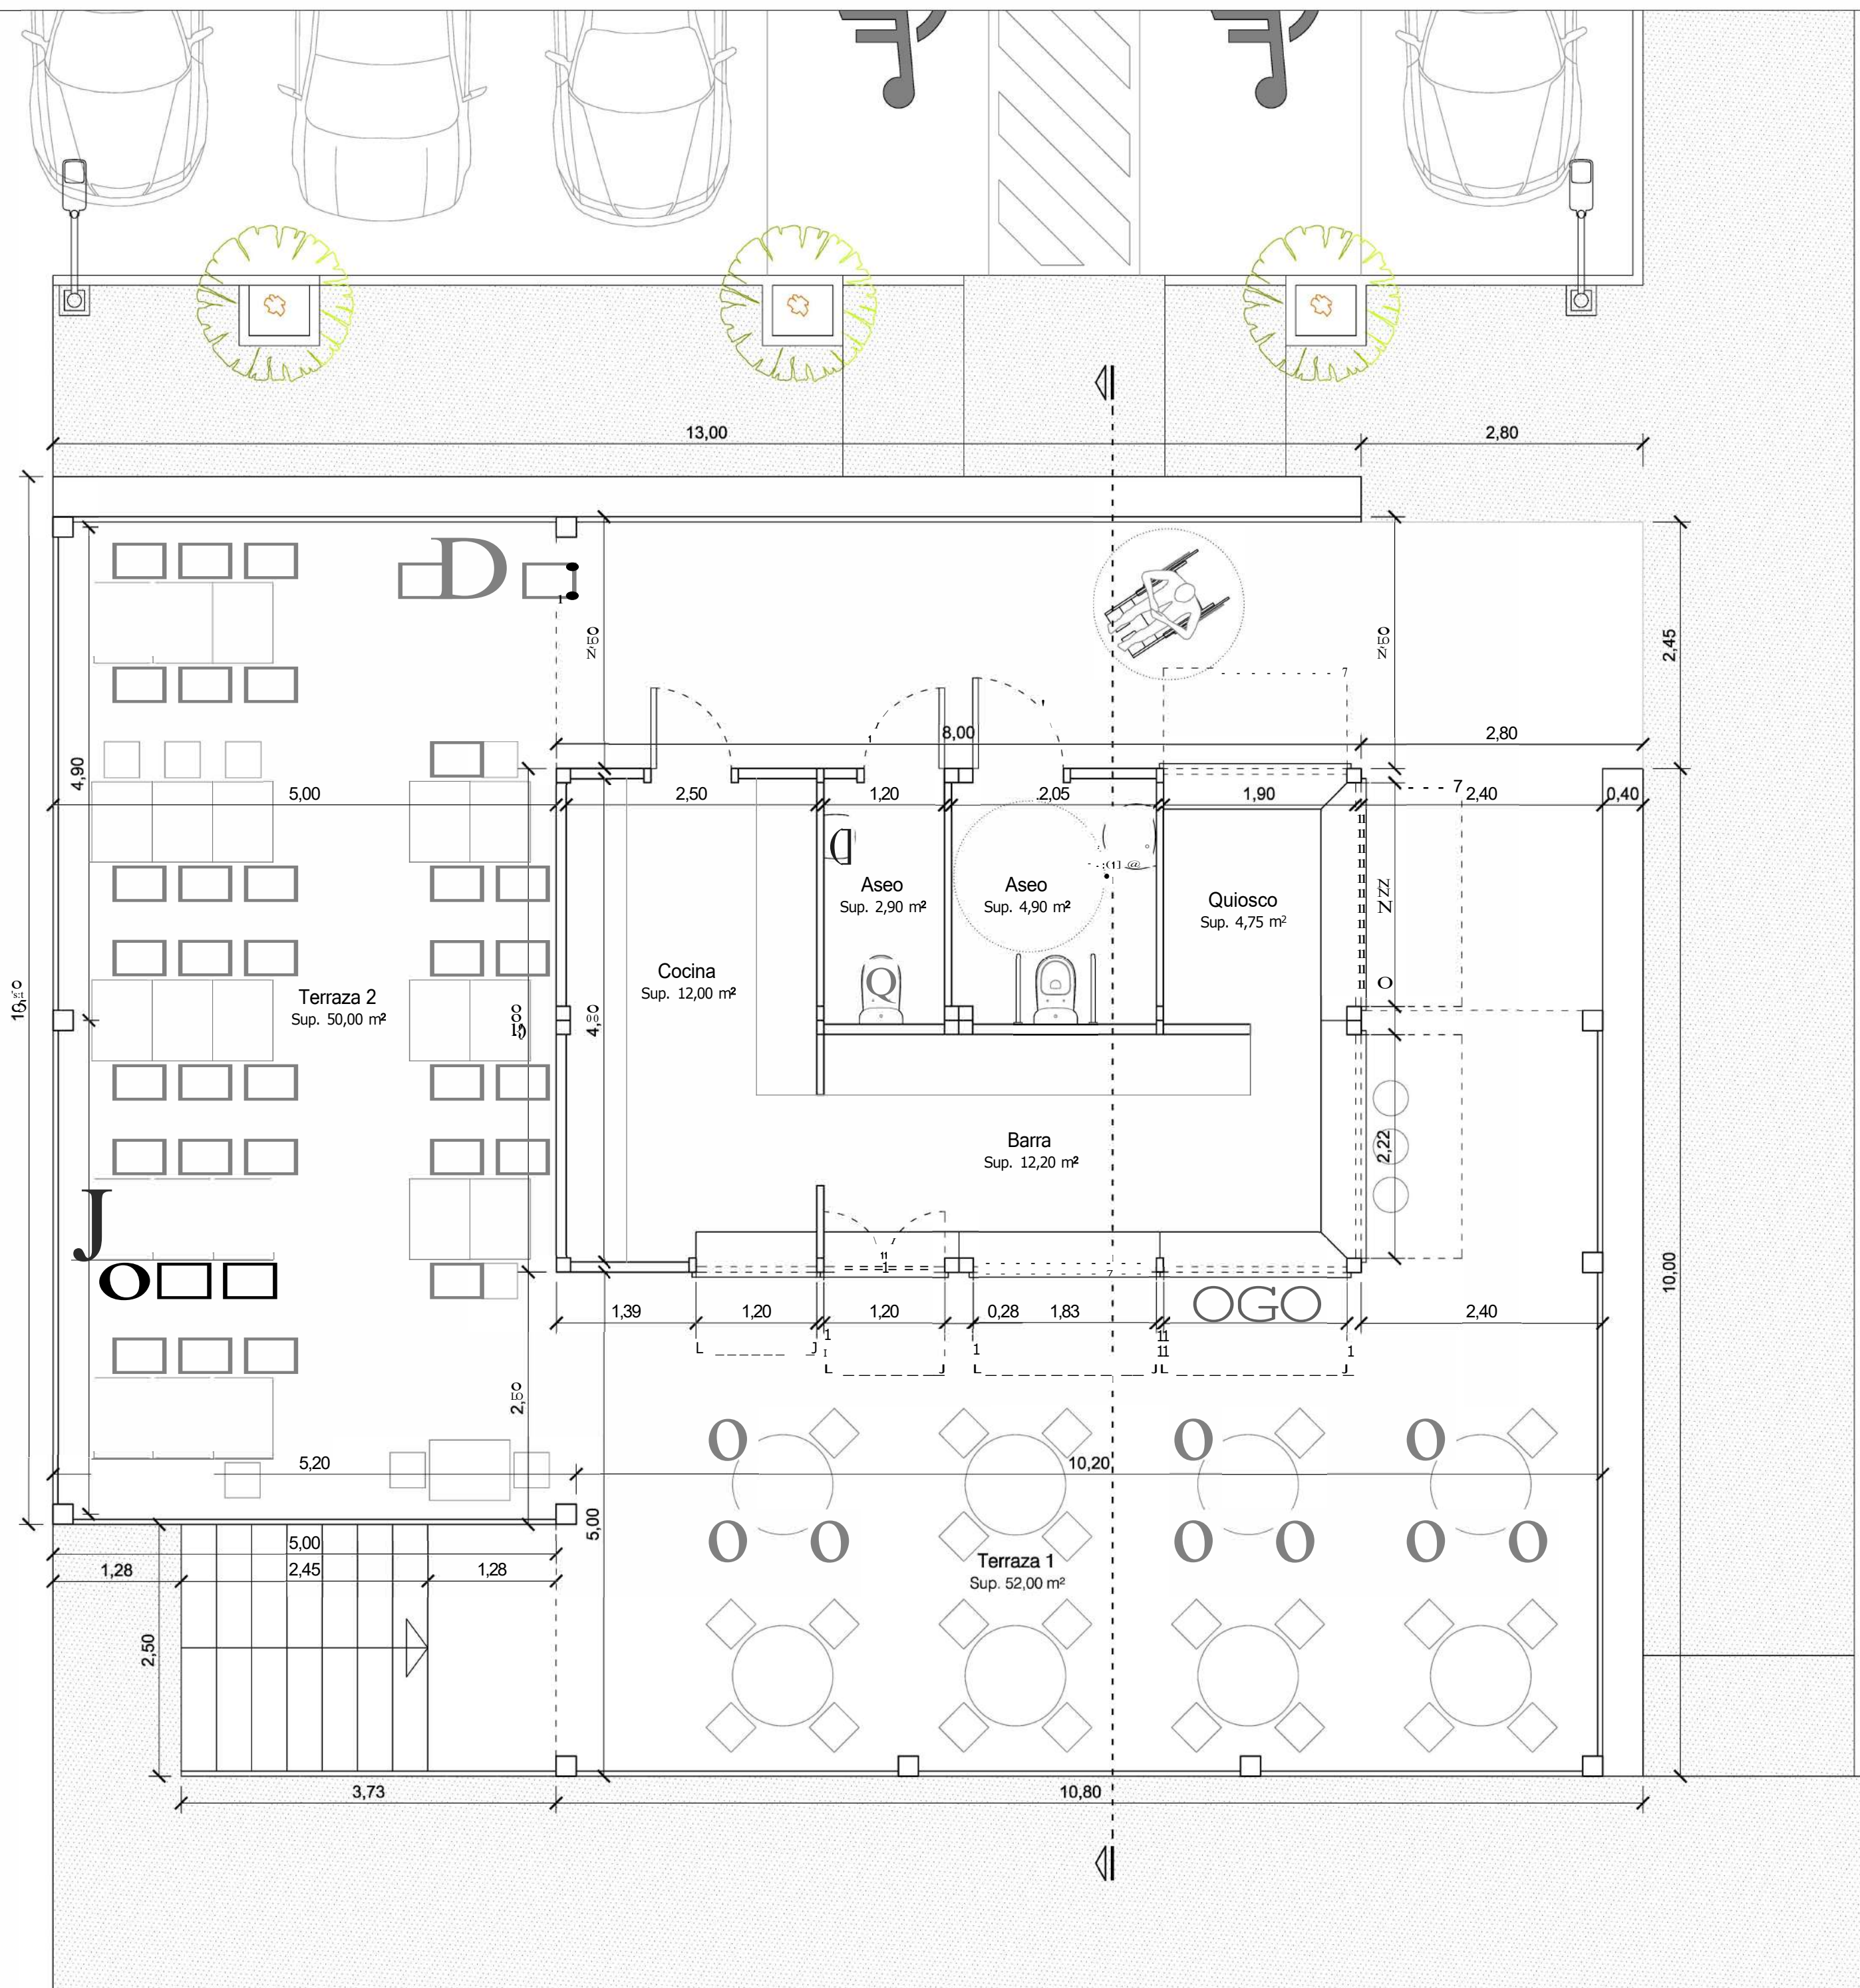 13,00
2,80
2,45
8,00
2,80
4,90
5,00
2,50
1,20
2,05
1,90
2,40
0,40
Aseo
Sup. 2,90 m²
Aseo
Sup. 4,90 m²
Quiosco
Sup. 4,75 m²
Cocina
Sup. 12,00 m²
Terraza 2
Sup. 50,00 m²
Barra
Sup. 12,20 m²
2,22
10,00
1,39
1,20
1,20
0,28
1,83
2,40
5,20
10,20
5,00
5,00
1,28
2,45
1,28
Terraza 1
Sup. 52,00 m²
2,50
3,73
10,80